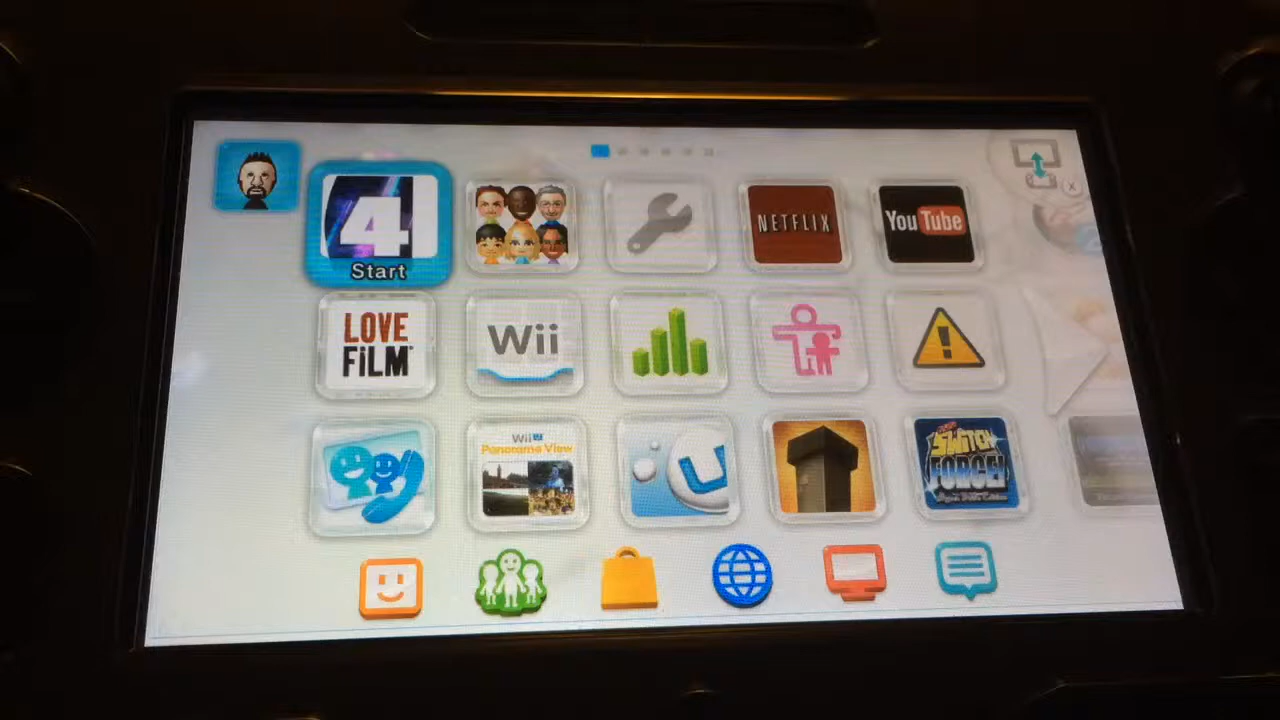 4
Start
NETFLIX
YouTube
LOVE
FiLM
Wii
Wii U
Panorama View
U
SWiTCH
FORCE!
X